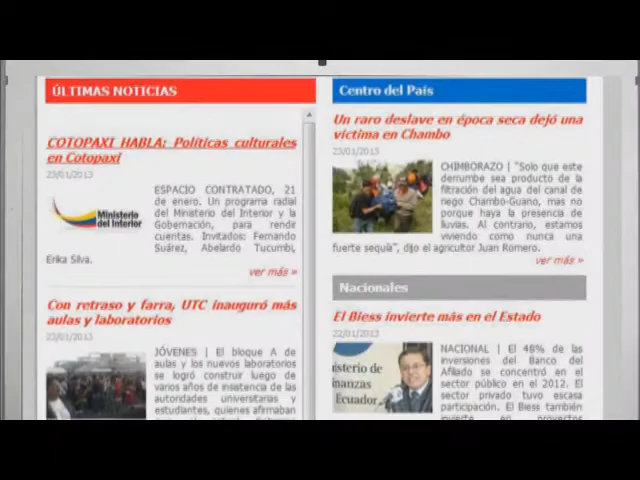 ÚLTIMAS NOTICIAS
COTOPAXI HABLA: Políticas culturales
en Cotopaxi
23/01/2013
Ministerio
del Interior
ESPACIO CONTRATADO, 21
de enero. Un programa radial
del Ministerio del Interior y la
Gobernación, para rendir
cuentas. Invitados: Fernando
Suárez, Abelardo Tucumbi,
Erika Silva.
ver más »
Con retraso y farra, UTC inauguró más
aulas y laboratorios
23/01/2013
JÓVENES | El bloque A de
aulas y los nuevos laboratorios
se logró construir luego de
varios años de insistencia de las
autoridades universitarias y
estudiantes, quienes afirmaban
Centro del País
Un raro deslave en época seca dejó una
víctima en Chambo
23/01/2013
CHIMBORAZO | "Solo que este
derrumbe sea producto de la
filtración del agua del canal de
riego Chambo-Guano, mas no
porque haya la presencia de
lluvias. Al contrario, estamos
viviendo como nunca una
fuerte sequía", dijo el agricultor Juan Romero.
ver más »
Nacionales
El Biess invierte más en el Estado
22/01/2013
isterio de
inanzas
Ecuador
NACIONAL | El 46% de las
inversiones del Banco del
Afiliado se concentró en el
sector público en el 2012. El
sector privado tuvo escasa
participación. El Biess también
invierte en proyectos